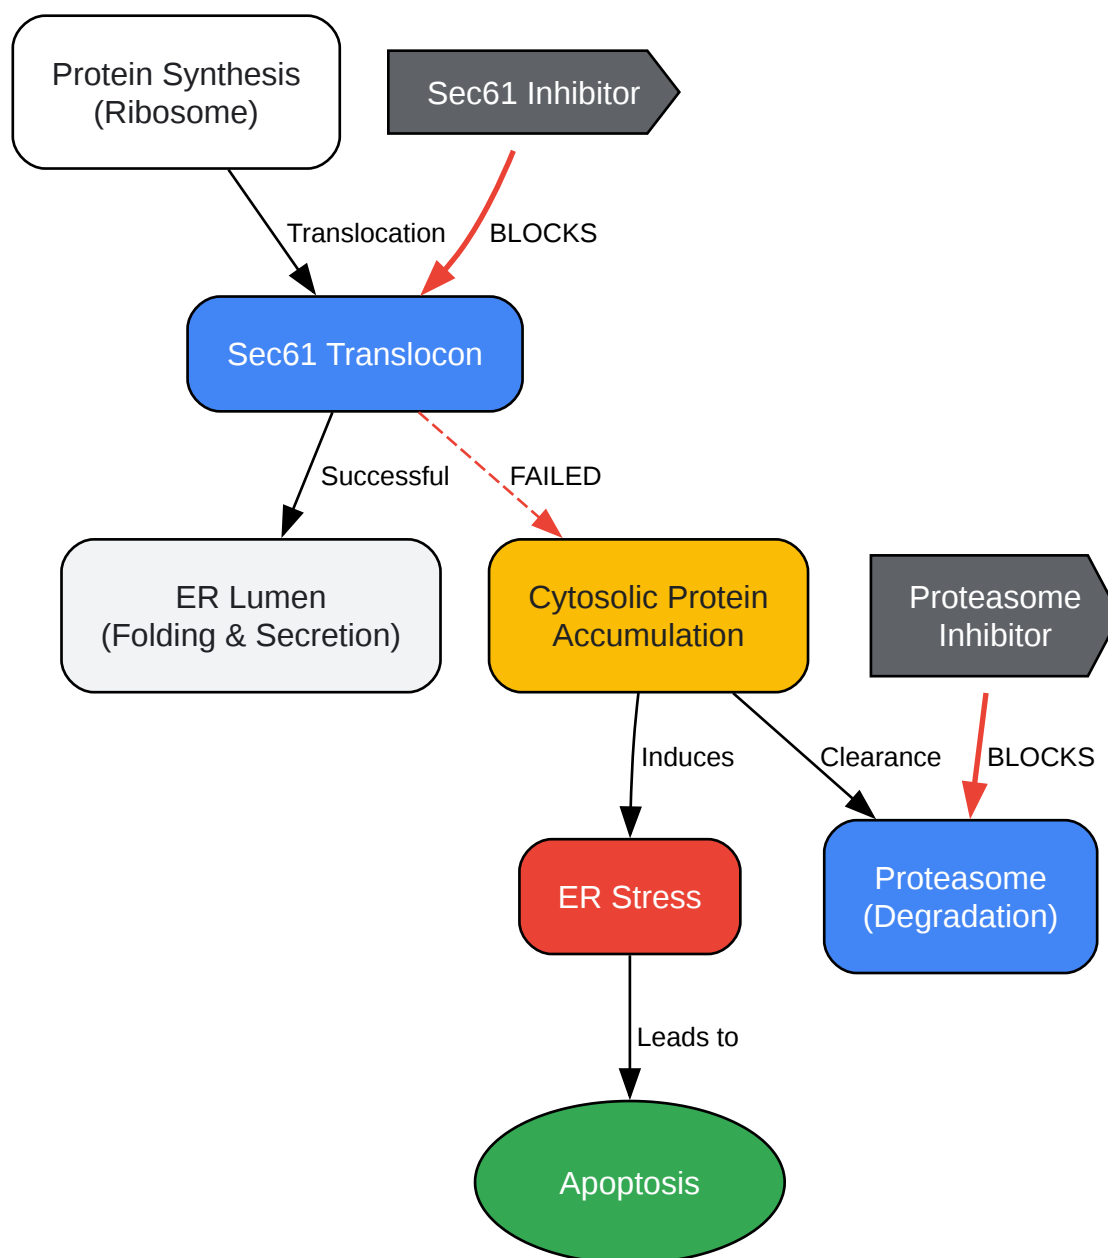 Protein Synthesis
(Ribosome)
Sec61 Inhibitor
Translocation
BLOCKS
Sec61 Translocon
Successful
FAILED
ER Lumen
(Folding & Secretion)
Cytosolic Protein
Accumulation
Proteasome
Inhibitor
Induces
Clearance
BLOCKS
ER Stress
Proteasome
(Degradation)
Leads to
Apoptosis